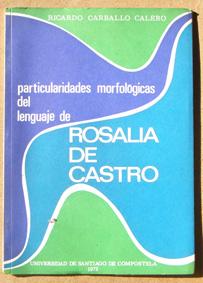 RICARDO CARBALLO CALERO
particularidades morfológicas
del
lenguaje de
ROSALIA
DE
CASTRO
UNIVERSIDAD DE SANTIAGO DE COMPOSTELA
1972